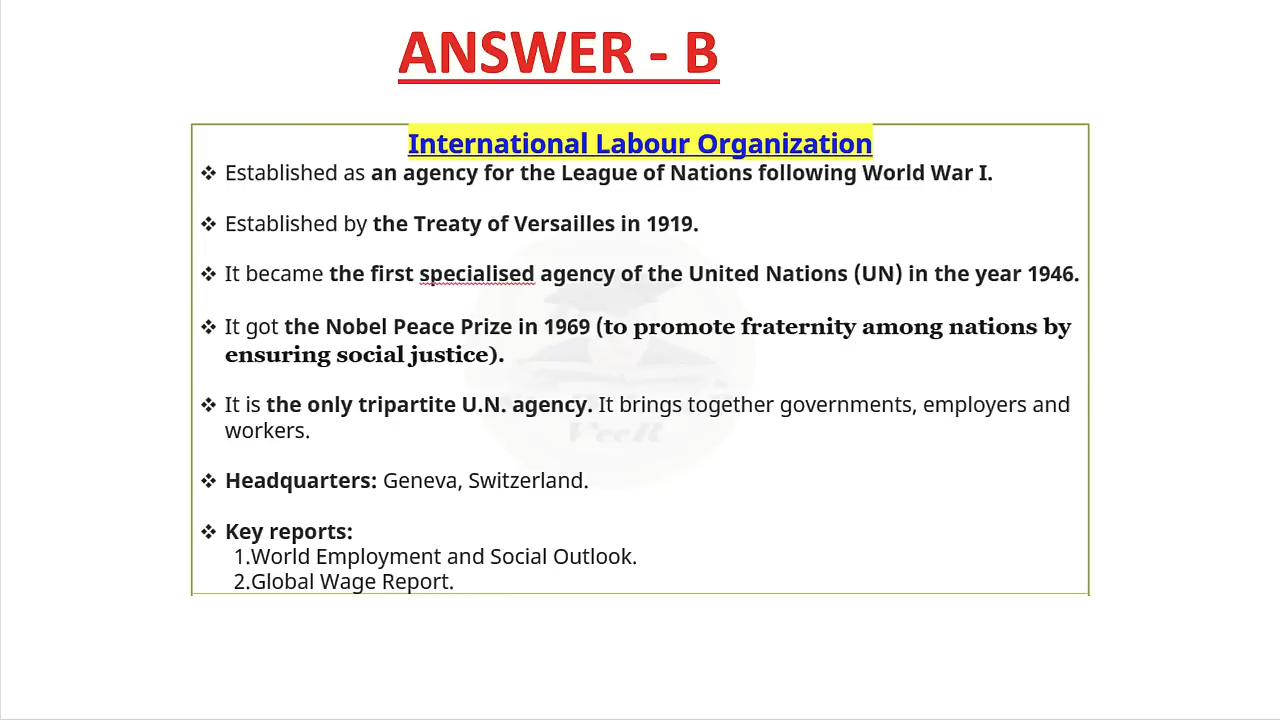 ANSWER - B
International Labour Organization
❖ Established as an agency for the League of Nations following World War I.
❖ Established by the Treaty of Versailles in 1919.
❖ It became the first specialised agency of the United Nations (UN) in the year 1946.
❖ It got the Nobel Peace Prize in 1969 (to promote fraternity among nations by
ensuring social justice).
❖ It is the only tripartite U.N. agency. It brings together governments, employers and
workers.
VeeR
❖ Headquarters: Geneva, Switzerland.
❖ Key reports:
1.World Employment and Social Outlook.
2.Global Wage Report.